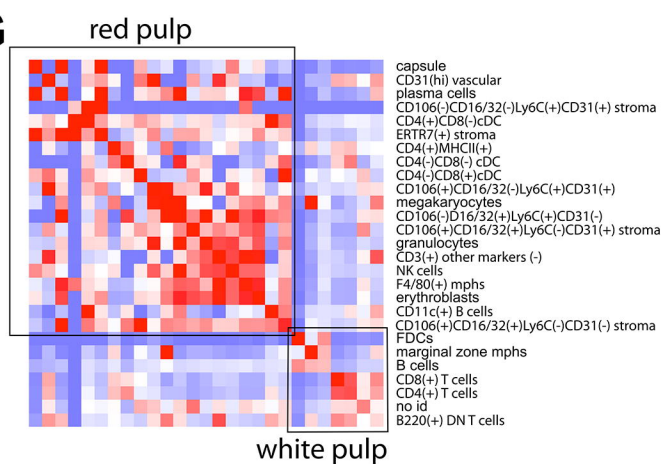 G
red pulp
capsule
CD31(hi) vascular
plasma cells
CD106(-)CD16/32(-)Ly6C(+)CD31(+) stroma
CD4(+)CD8(-)cDC
ERTR7(+) stroma
CD4(+)MHCII(+)
CD4(-)CD8(-) cDC
CD4(-)CD8(+)cDC
CD106(+)CD16/32(-)Ly6C(+)CD31(+)
megakaryocytes
CD106(-)D16/32(+)Ly6C(+)CD31(-)
CD106(+)CD16/32(+)Ly6C(-)CD31(+) stroma
granulocytes
CD3(+) other markers (-)
NK cells
F4/80(+) mphs
erythroblasts
CD11c(+) B cells
CD106(+)CD16/32(+)Ly6C(-)CD31(-) stroma
FDCs
marginal zone mphs
B cells
CD8(+) T cells
CD4(+) T cells
no id
B220(+) DN T cells
white pulp